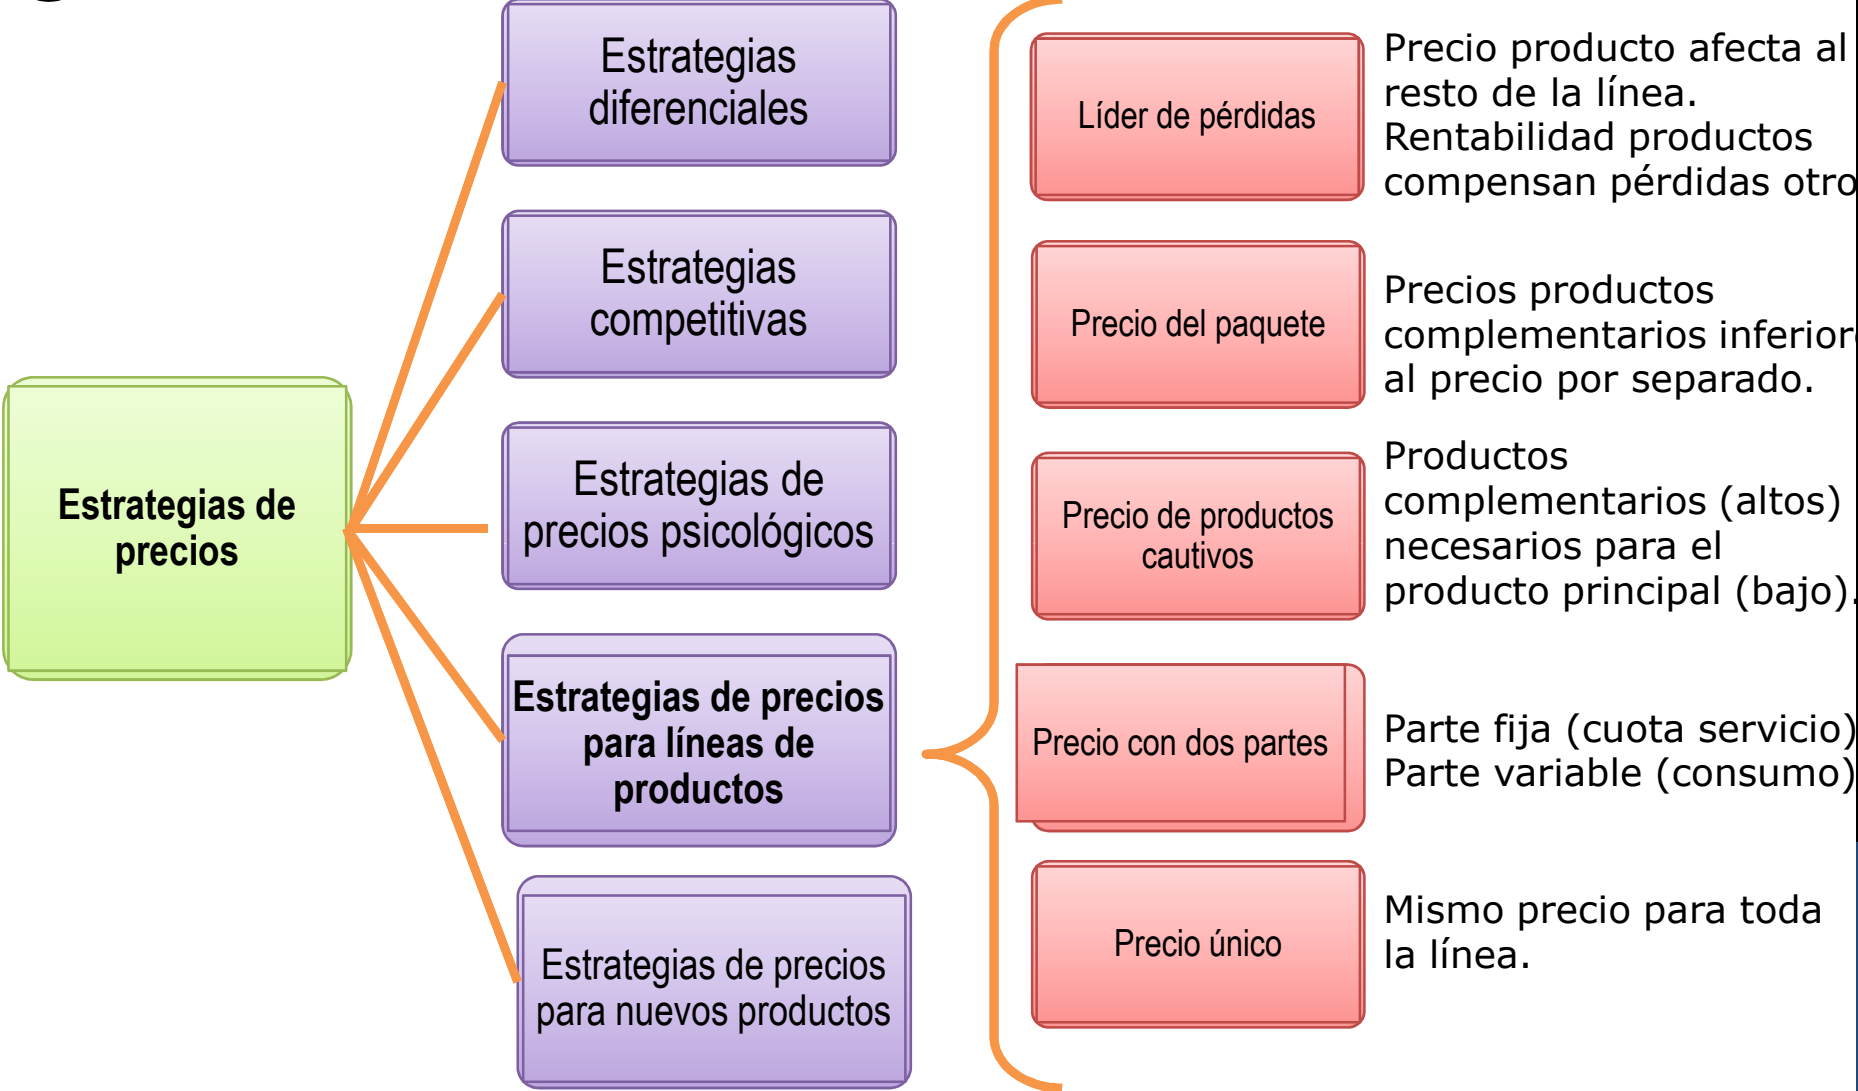 Estrategias de
precios
Estrategias
diferenciales
Estrategias
competitivas
Estrategias de
precios psicológicos
Estrategias de precios
para líneas de
productos
Estrategias de precios
para nuevos productos
Líder de pérdidas
Precio producto afecta al
resto de la línea.
Rentabilidad productos
compensan pérdidas otro
Precio del paquete
Precios productos
complementarios
al precio por separado.
Precio de productos
cautivos
Productos
complementarios (altos)
necesarios para el
producto principal (bajo).
Precio con dos partes
Parte fija (cuota servicio)
Parte variable (consumo)
Precio único
Mismo precio para toda
la línea.